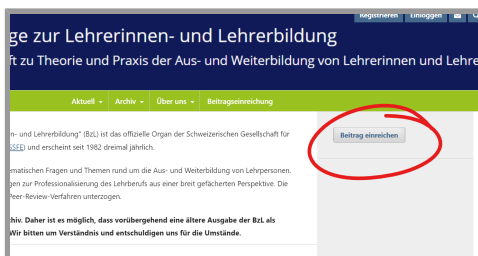 Registrieren Einloggen
ge zur Lehrerinnen- und Lehrerbildung
ft zu Theorie und Praxis der Aus- und Weiterbildung von Lehrerinnen und Lehre
Aktuell Archiv Über uns Beitragseinreichung
n- und Lehrerbildung" (BzL) ist das offizielle Organ der Schweizerischen Gesellschaft für
SSFE) und erscheint seit 1982 dreimal jährlich.
Beitrag einreichen
ematischen Fragen und Themen rund um die Aus- und Weiterbildung von Lehrpersonen.
gen zur Professionalisierung des Lehrberufs aus einer breit gefächerten Perspektive. Die
Peer-Review-Verfahren unterzogen.
chiv. Daher ist es möglich, dass vorübergehend eine ältere Ausgabe der BzL als
Wir bitten um Verständnis und entschuldigen uns für die Umstände.